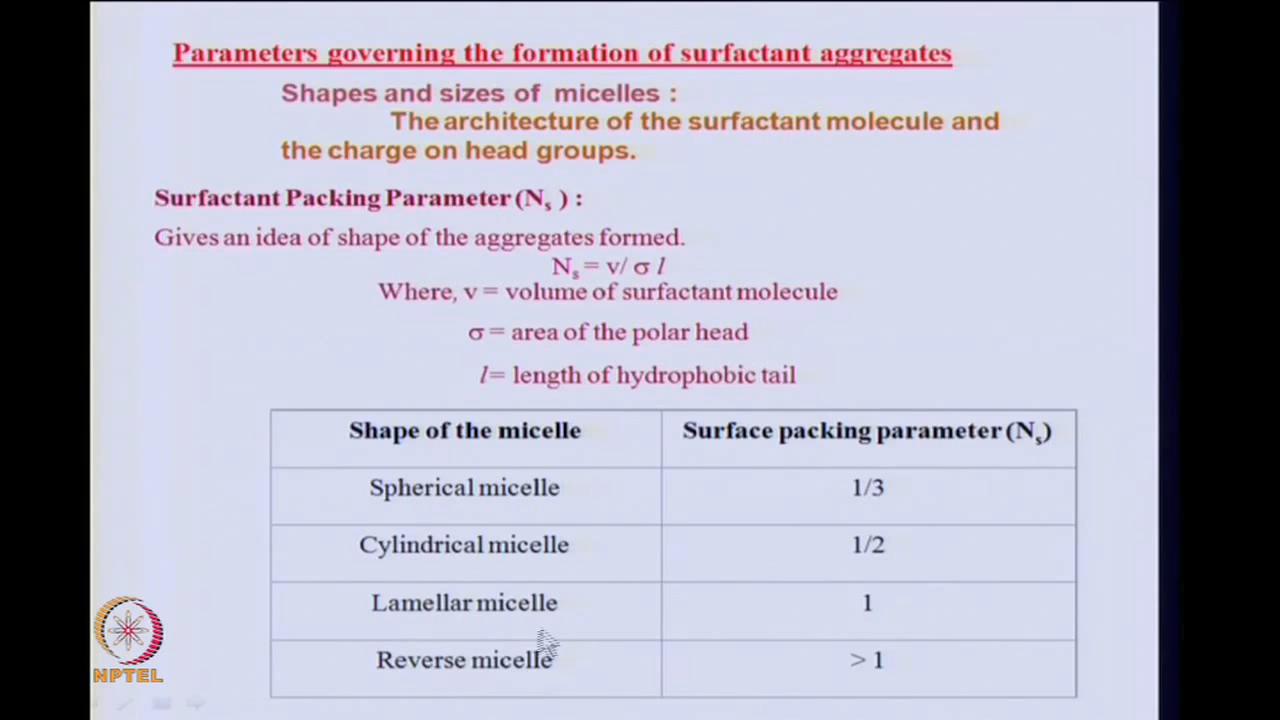 Parameters governing the formation of surfactant aggregates
Shapes and sizes of micelles :
The architecture of the surfactant molecule and
the charge on head groups.
Surfactant Packing Parameter (Ns ) :
Gives an idea of shape of the aggregates formed.
Ns = v/ σ l
Where, v = volume of surfactant molecule
σ = area of the polar head
l= length of hydrophobic tail
Shape of the micelle Surface packing parameter (Ns)
Spherical micelle 1/3
Cylindrical micelle 1/2
Lamellar micelle 1
Reverse micelle > 1
NPTEL